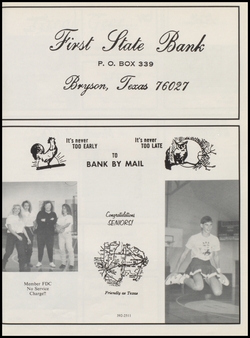 First State Bank
P. O. BOX 339
Bryson, Texas 76027
It's never
TOO EARLY
It's never
TOO LATE
TO
BANK BY MAIL
Congratulations
SENIORS!
Member FDIC
No Service
Charge!!
Friendly as Texas